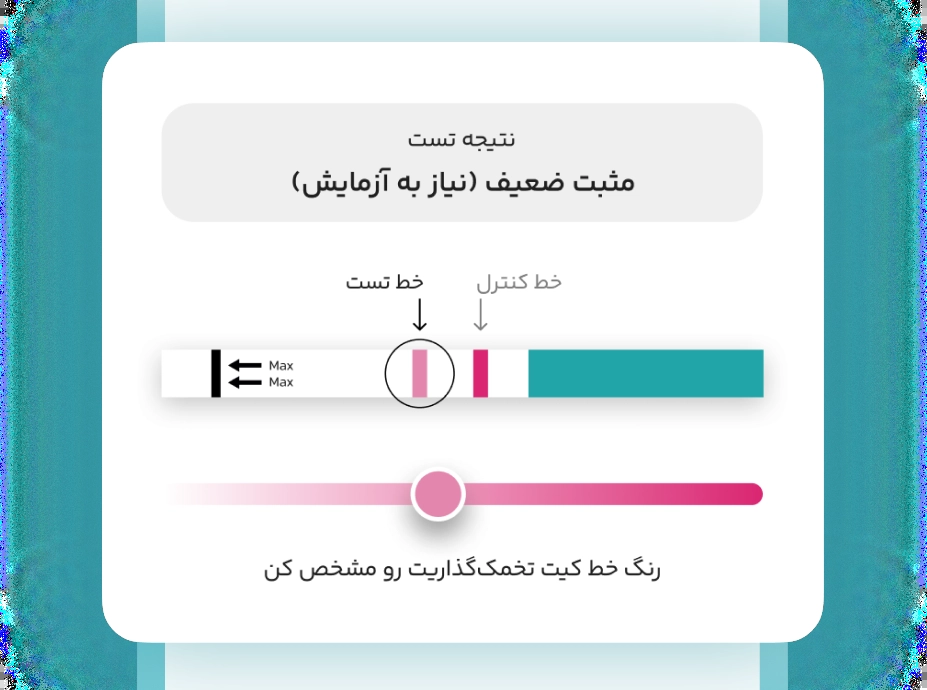 نتیجه تست
مثبت ضعیف (نیاز به آزمایش)
خط کنترل
خط تست
Max
Max
رنگ خط کیت تخمک‌گذاریت رو مشخص کن